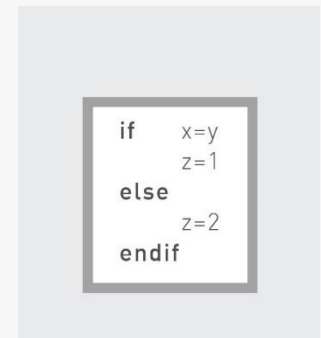 if x=y
z=1
else
z=2
endif